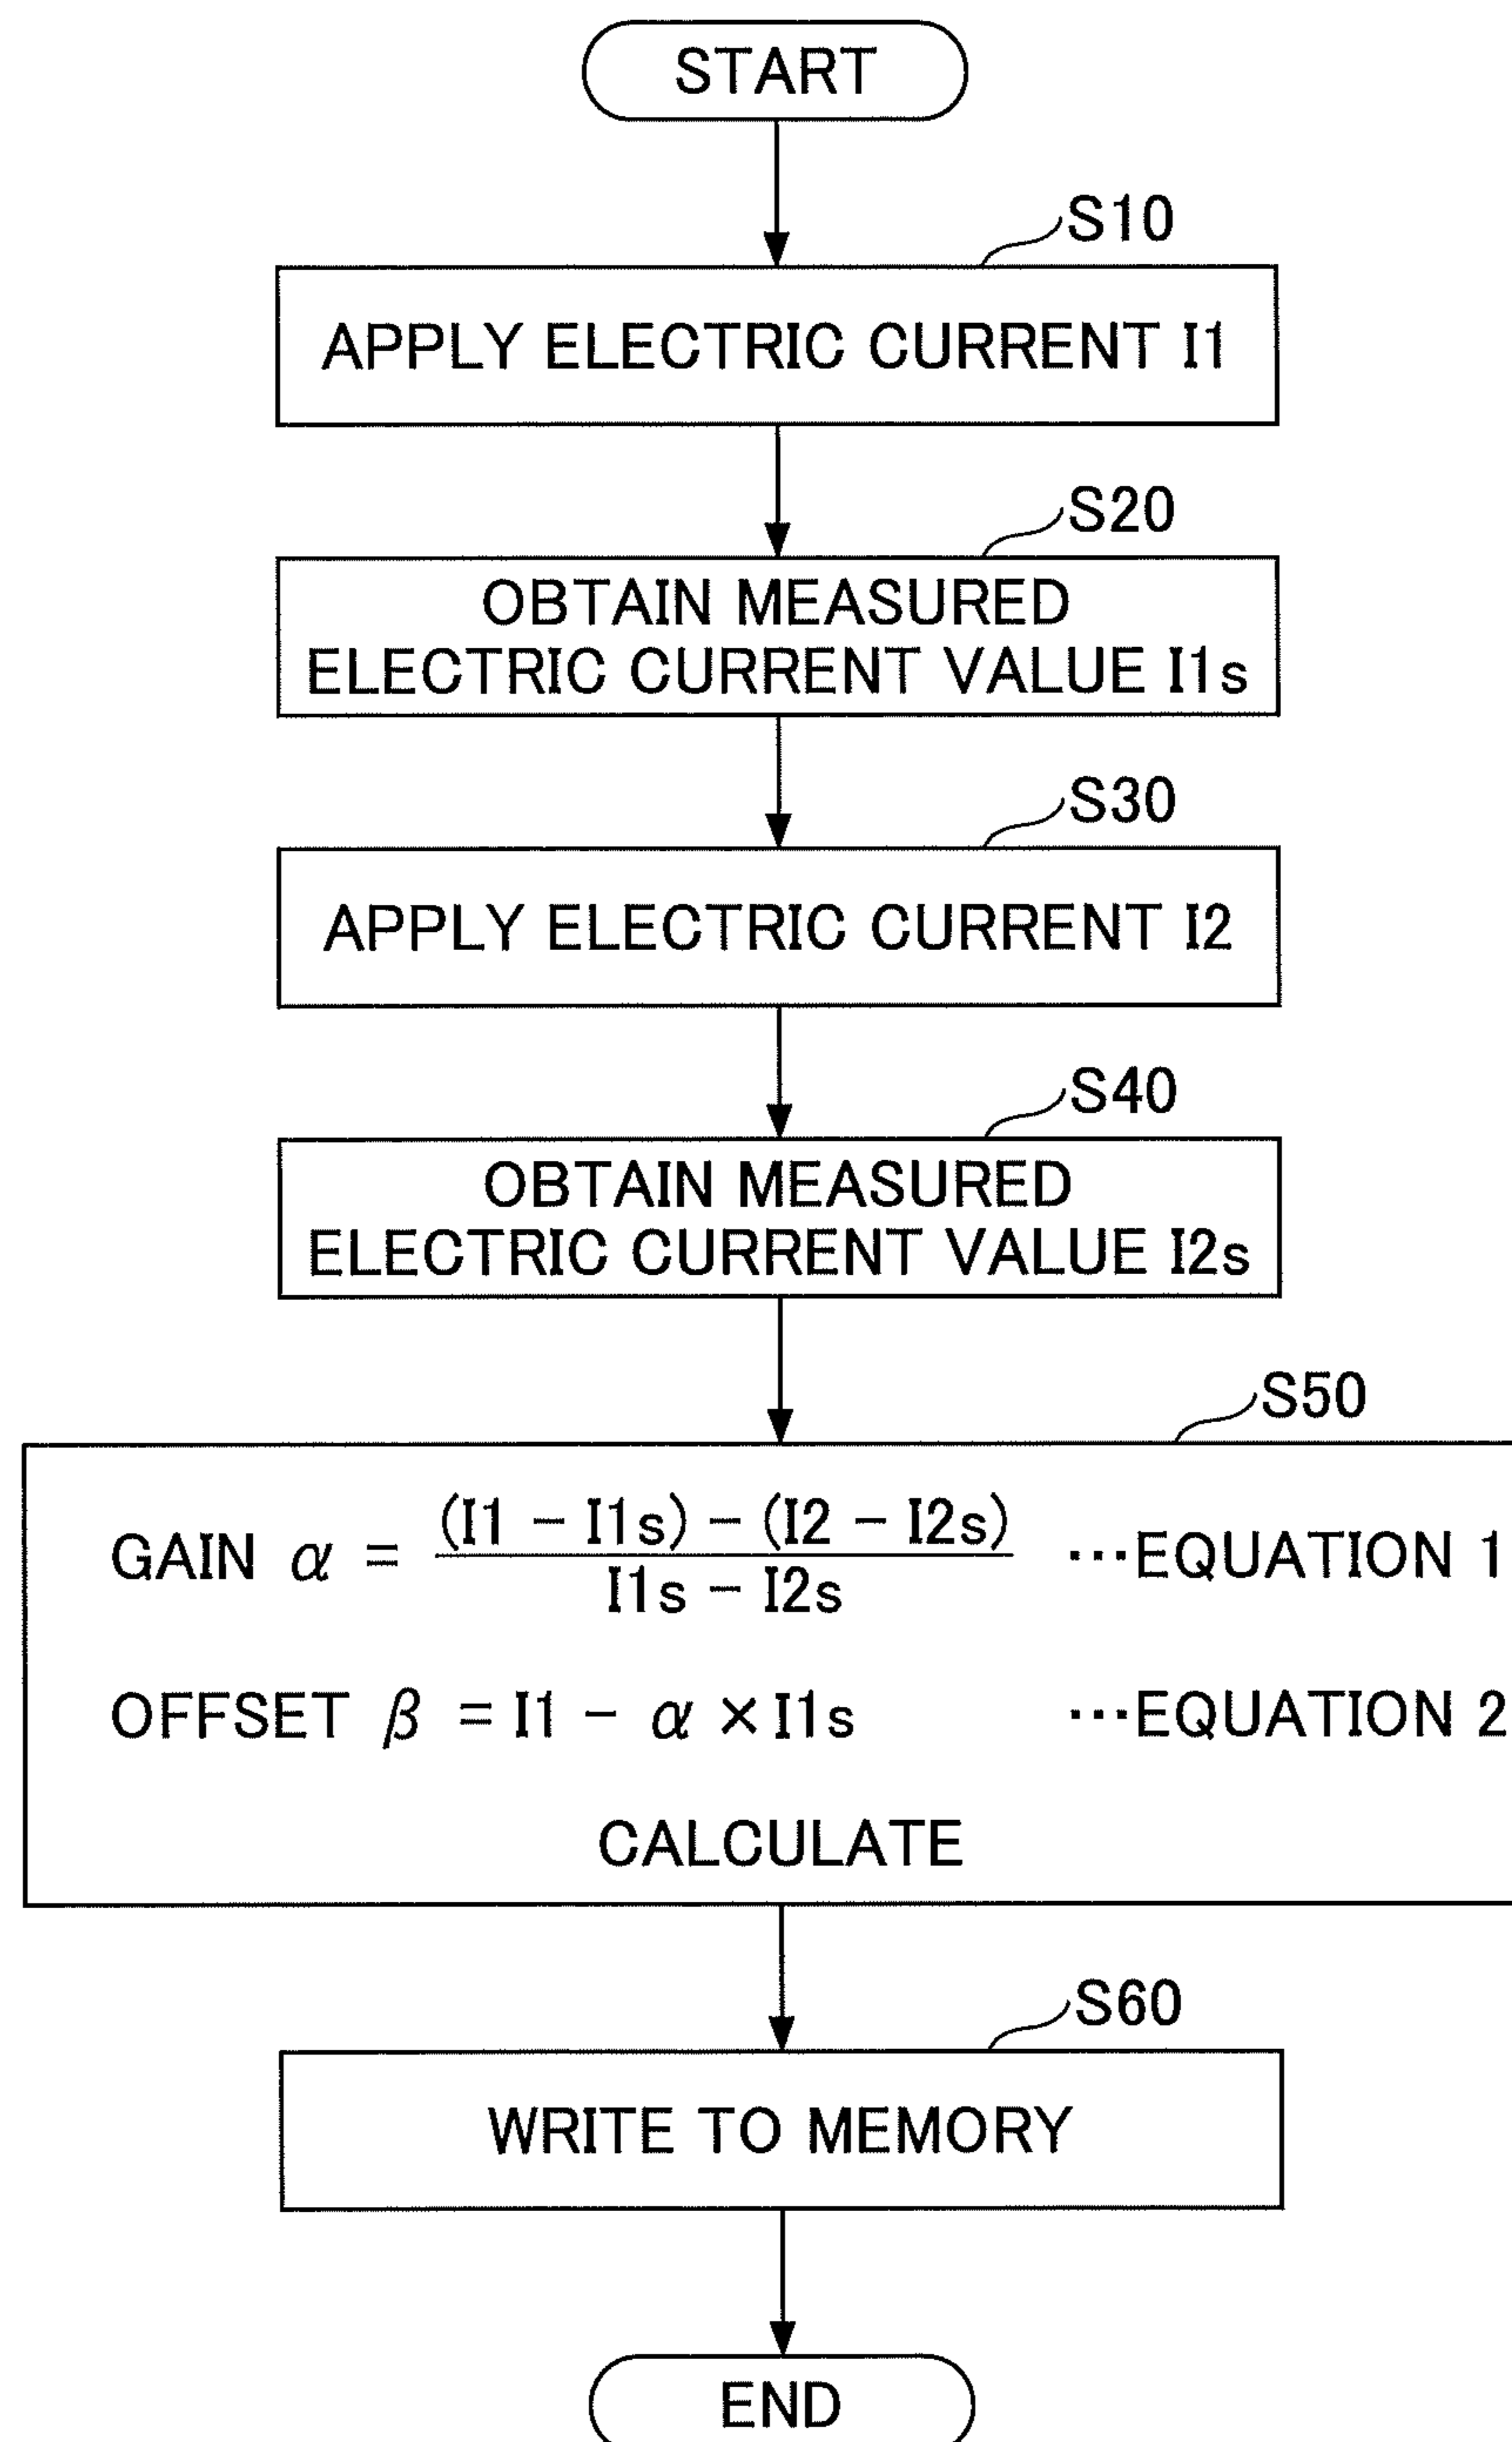 START
S10
APPLY ELECTRIC CURRENT I1
S20
OBTAIN MEASURED
ELECTRIC CURRENT VALUE I1s
S30
APPLY ELECTRIC CURRENT I2
S40
OBTAIN MEASURED
ELECTRIC CURRENT VALUE I2s
S50
GAIN α = (I1 − I1s) − (I2 − I2s) / I1s − I2s ···EQUATION 1
OFFSET β = I1 − α × I1s ···EQUATION 2
CALCULATE
S60
WRITE TO MEMORY
END